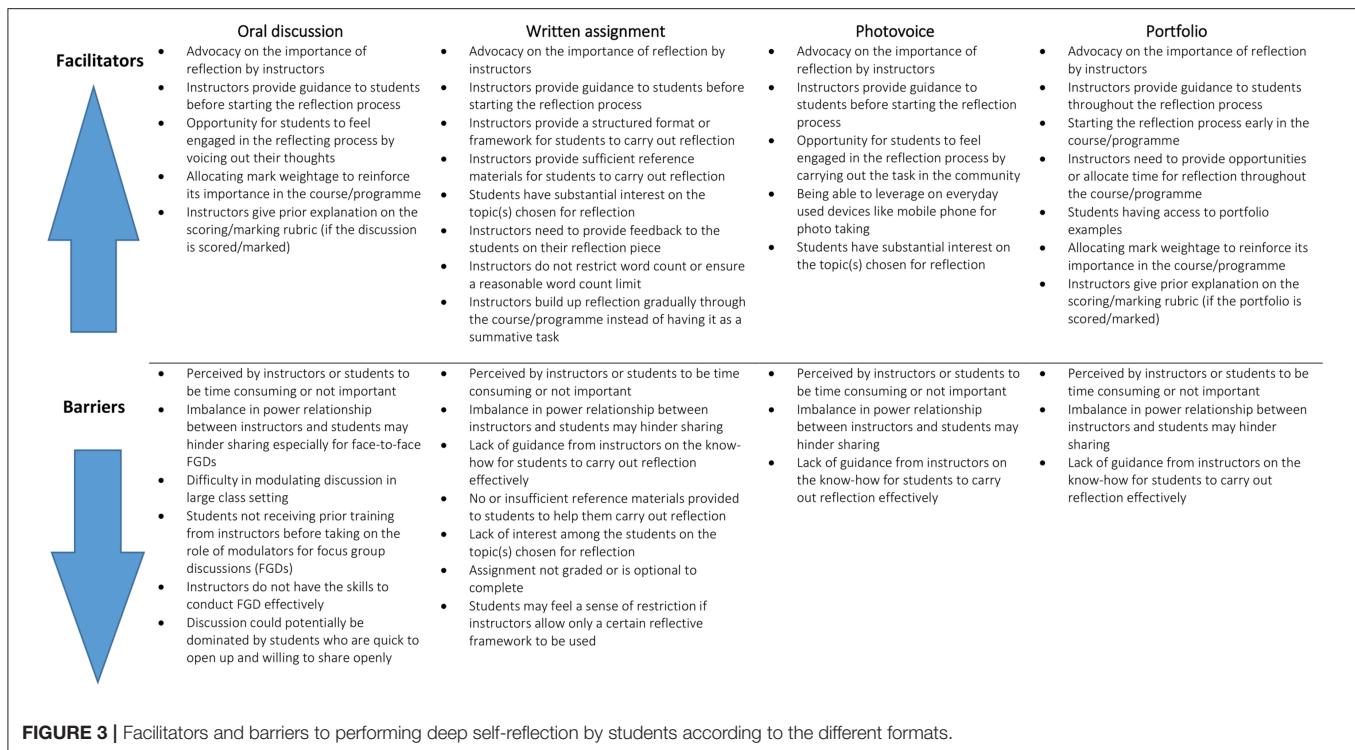 Oral discussion
Facilitators
• Advocacy on the importance of
reflection by instructors
• Instructors provide guidance to students
before starting the reflection process
• Opportunity for students to feel
engaged in the reflecting process by
voicing out their thoughts
• Allocating mark weightage to reinforce
its importance in the course/programme
• Instructors give prior explanation on the
scoring/marking rubric (if the discussion
is scored/marked)
Written assignment
• Advocacy on the importance of reflection by
instructors
• Instructors provide guidance to students before
starting the reflection process
• Instructors provide a structured format or
framework for students to carry out reflection
• Instructors provide sufficient reference
materials for students to carry out reflection
• Students have substantial interest on the
topic(s) chosen for reflection
• Instructors need to provide feedback to the
students on their reflection piece
• Instructors do not restrict word count or ensure
a reasonable word count limit
• Instructors build up reflection gradually through
the course/programme instead of having it as a
summative task
Photovoice
• Advocacy on the importance of
reflection by instructors
• Instructors provide guidance to
students before starting the reflection
process
• Opportunity for students to feel
engaged in the reflection process by
carrying out the task in the community
• Being able to leverage on everyday
used devices like mobile phone for
photo taking
• Students have substantial interest on
the topic(s) chosen for reflection
Portfolio
• Advocacy on the importance of reflection
by instructors
• Instructors provide guidance to students
throughout the reflection process
• Starting the reflection process early in the
course/programme
• Instructors need to provide opportunities
or allocate time for reflection throughout
the course/programme
• Students having access to portfolio
examples
• Allocating mark weightage to reinforce its
importance in the course/programme
• Instructors give prior explanation on the
scoring/marking rubric (if the portfolio is
scored/marked)
Barriers
• Perceived by instructors or students to
be time consuming or not important
• Imbalance in power relationship
between instructors and students may
hinder sharing especially for face-to-face
FGDs
• Difficulty in modulating discussion in
large class setting
• Students not receiving prior training
from instructors before taking on the
role of modulators for focus group
discussions (FGDs)
• Instructors do not have the skills to
conduct FGD effectively
• Discussion could potentially be
dominated by students who are quick to
open up and willing to share openly
• Perceived by instructors or students to be time
consuming or not important
• Imbalance in power relationship between
instructors and students may hinder sharing
• Lack of guidance from instructors on the know-
how for students to carry out reflection
effectively
• No or insufficient reference materials provided
to students to help them carry out reflection
• Lack of interest among the students on the
topic(s) chosen for reflection
• Assignment not graded or is optional to
complete
• Students may feel a sense of restriction if
instructors allow only a certain reflective
framework to be used
• Perceived by instructors or students to
be time consuming or not important
• Imbalance in power relationship
between instructors and students may
hinder sharing
• Lack of guidance from instructors on
the know-how for students to carry
out reflection effectively
• Perceived by instructors or students to be
time consuming or not important
• Imbalance in power relationship between
instructors and students may hinder
sharing
• Lack of guidance from instructors on the
know-how for students to carry out
reflection effectively
FIGURE 3 | Facilitators and barriers to performing deep self-reflection by students according to the different formats.